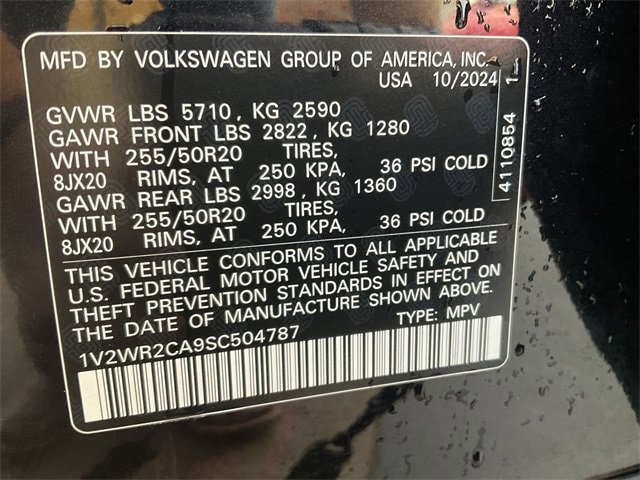 MFD BY VOLKSWAGEN GROUP OF AMERICA, INC.
USA 10/2024
GVWR LBS 5710, KG 2590
GAWR FRONT LBS 2822, KG 1280
WITH 255/50R20 TIRES,
8JX20 RIMS, AT 250 KPA, 36 PSI COLD
GAWR REAR LBS 2998, KG 1360
WITH 255/50R20 TIRES,
8JX20 RIMS, AT 250 KPA, 36 PSI COLD
THIS VEHICLE CONFORMS TO ALL APPLICABLE
U.S. FEDERAL MOTOR VEHICLE SAFETY AND
THEFT PREVENTION STANDARDS IN EFFECT ON
THE DATE OF MANUFACTURE SHOWN ABOVE.
1V2WR2CA9SC504787 TYPE: MPV
4110854 1